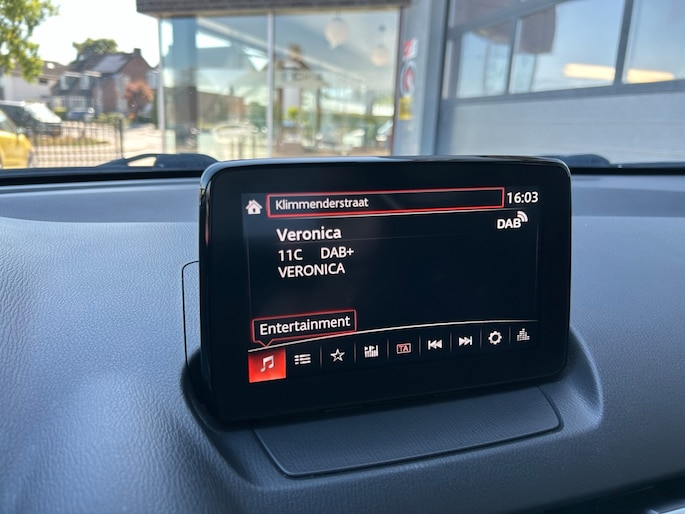 Klimmenderstraat
16:03
Veronica
DAB
11C DAB+
VERONICA
Entertainment
TA